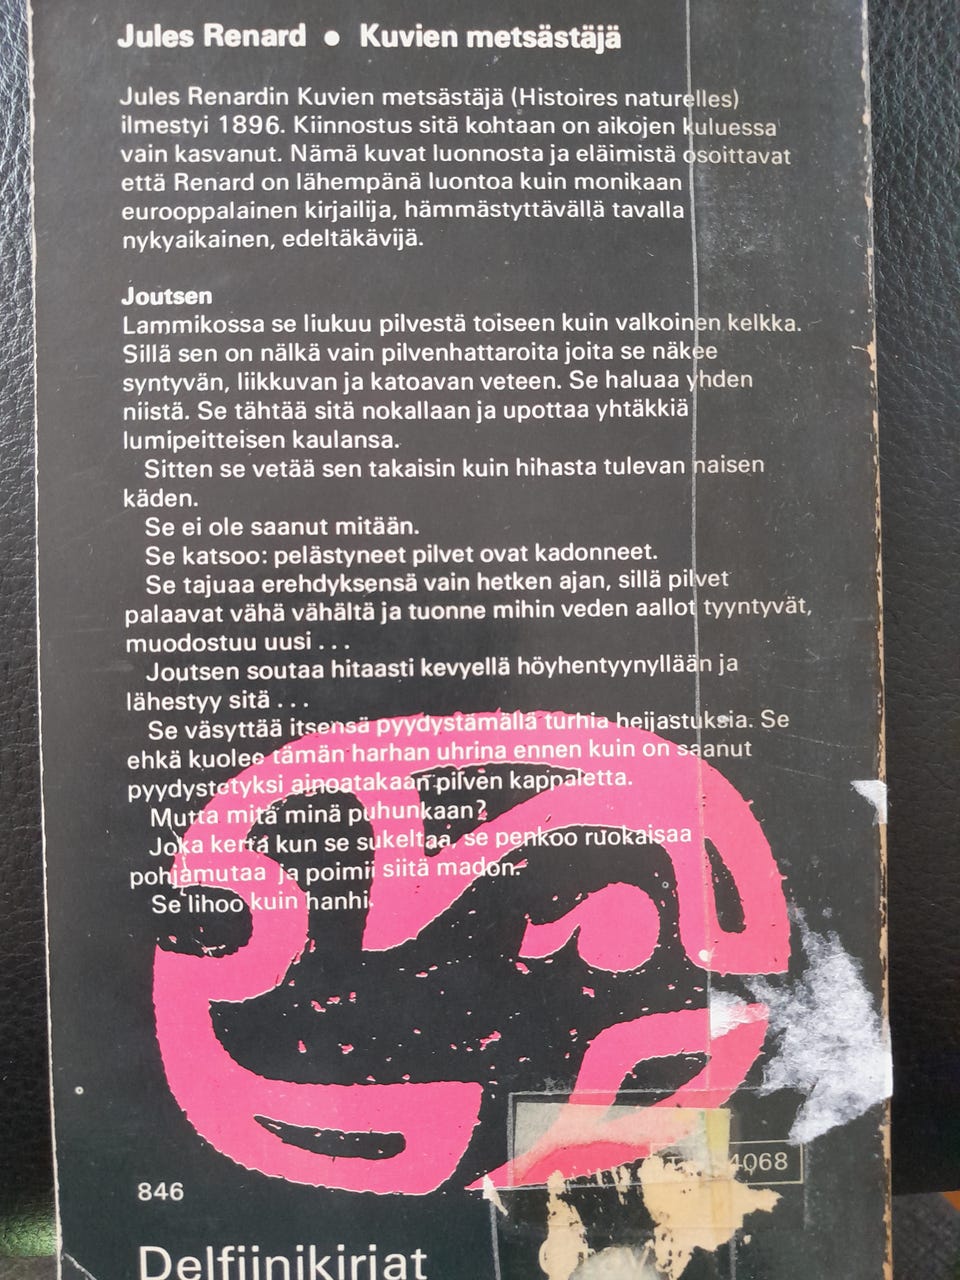 Jules Renard ● Kuvien metsästäjä
Jules Renardin Kuvien metsästäjä (Histoires naturelles)
ilmestyi 1896. Kiinnostus sitä kohtaan on aikojen kuluessa
vain kasvanut. Nämä kuvat luonnosta ja eläimistä osoittavat
että Renard on lähempänä luontoa kuin monikaan
eurooppalainen kirjailija, hämmästyttävällä tavalla
nykyaikainen, edeltäkävijä.
Joutsen
Lammikossa se liukuu pilvestä toiseen kuin valkoinen kelkka.
Sillä sen on nälkä vain pilvenhattaroita joita se näkee
syntyvän, liikkuvan ja katoavan veteen. Se haluaa yhden
niistä. Se tähtää sitä nokallaan ja upottaa yhtäkkiä
lumipeitteisen kaulansa.
Sitten se vetää sen takaisin kuin hihasta tulevan naisen
käden.
Se ei ole saanut mitään.
Se katsoo: pelästyneet pilvet ovat kadonneet.
Se tajuaa erehdyksensä vain hetken ajan, sillä pilvet
palaavat vähä vähältä ja tuonne mihin veden aallot tyyntyvät,
muodostuu uusi . . .
Joutsen soutaa hitaasti kevyellä höyhentyynyllään ja
lähestyy sitä . . .
Se väsyttää itsensä pyydystämällä turhia heijastuksia. Se
ehkä kuolee tämän harhan uhrina ennen kuin on saanut
pyydystetyksi ainoatakaan pilven kappaletta.
Mutta mitä minä puhunkaan?
Joka kerta kun se sukeltaa, se penkoo ruokaisaa
pohjamutaa ja poimii siitä madon.
Se lihoo kuin hanhi.
4068
846
Delfiinikirjat